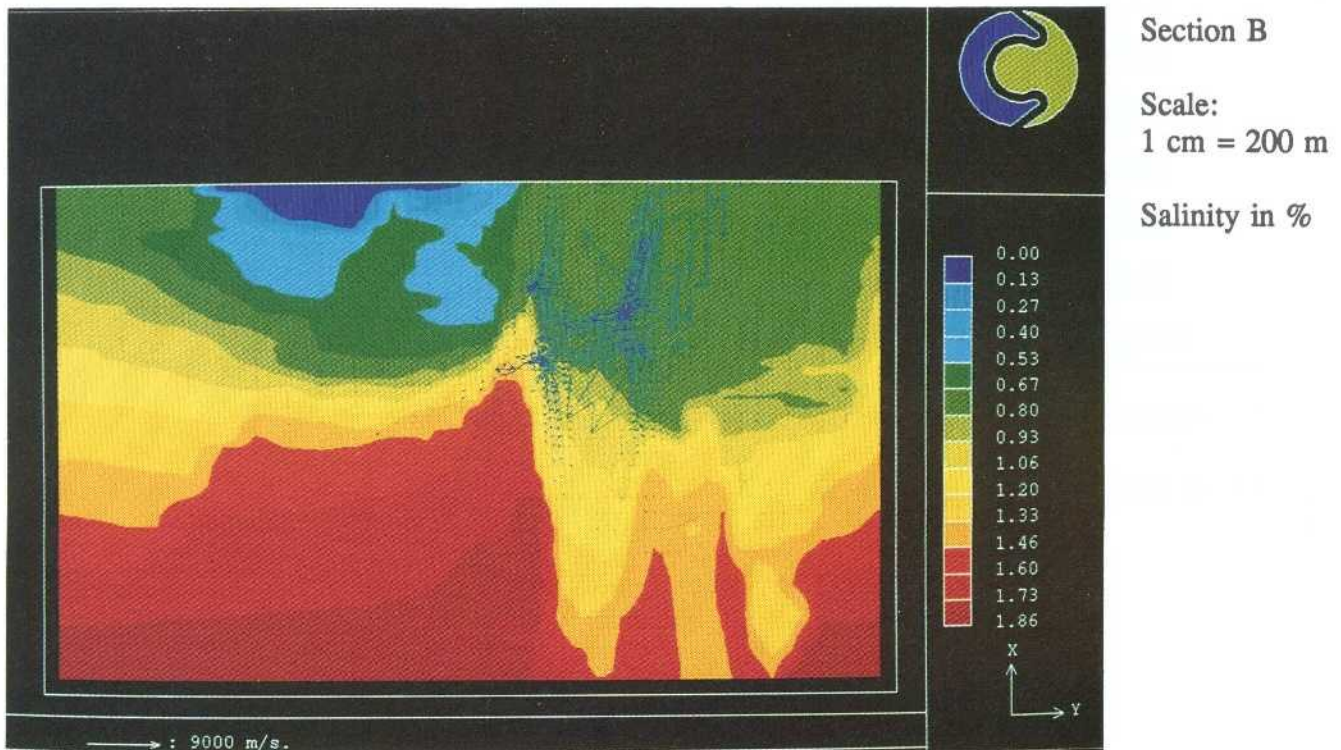 Section B
Scale:
1 cm = 200 m
Salinity in %
0.00
0.13
0.27
0.40
0.53
0.67
0.80
0.93
1.06
1.20
1.33
1.46
1.60
1.73
1.86
X
Y
: 9000 m/s.